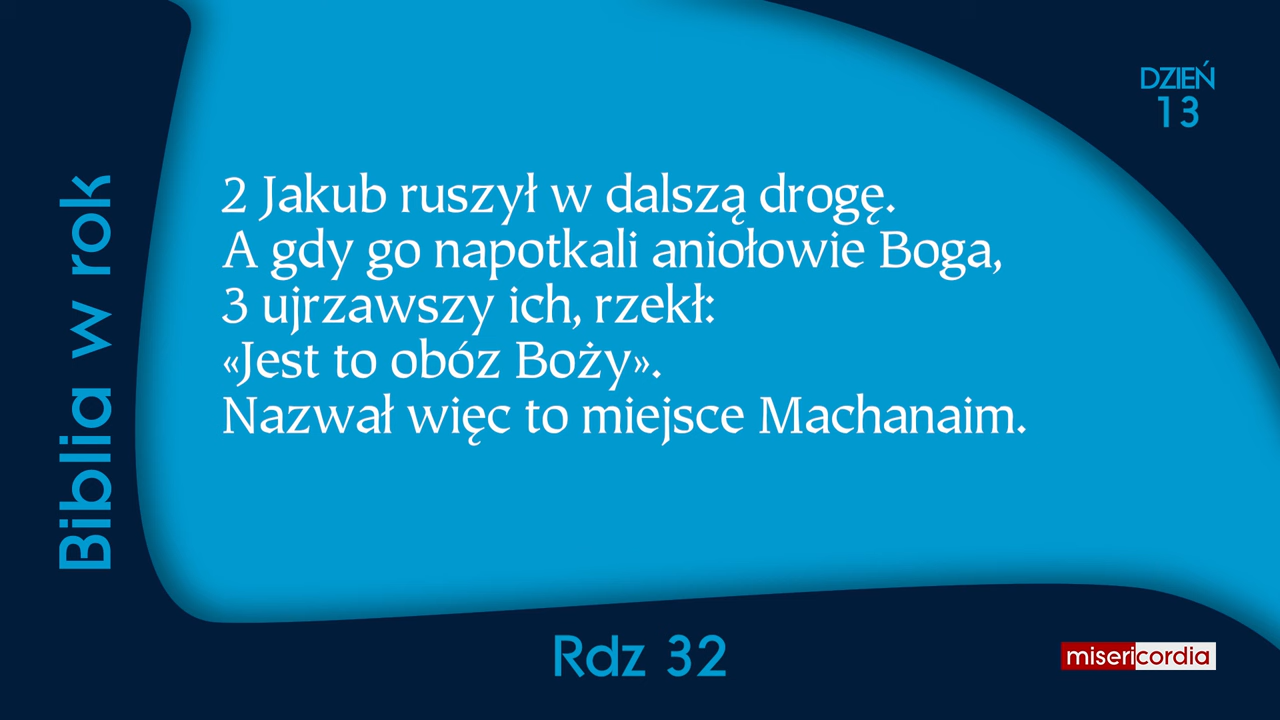 DZIEŃ
13
Biblia w rok
2 Jakub ruszył w dalszą drogę.
A gdy go napotkali aniołowie Boga,
3 ujrzawszy ich, rzekł:
«Jest to obóz Boży».
Nazwał więc to miejsce Machanaim.
Rdz 32
misericordia